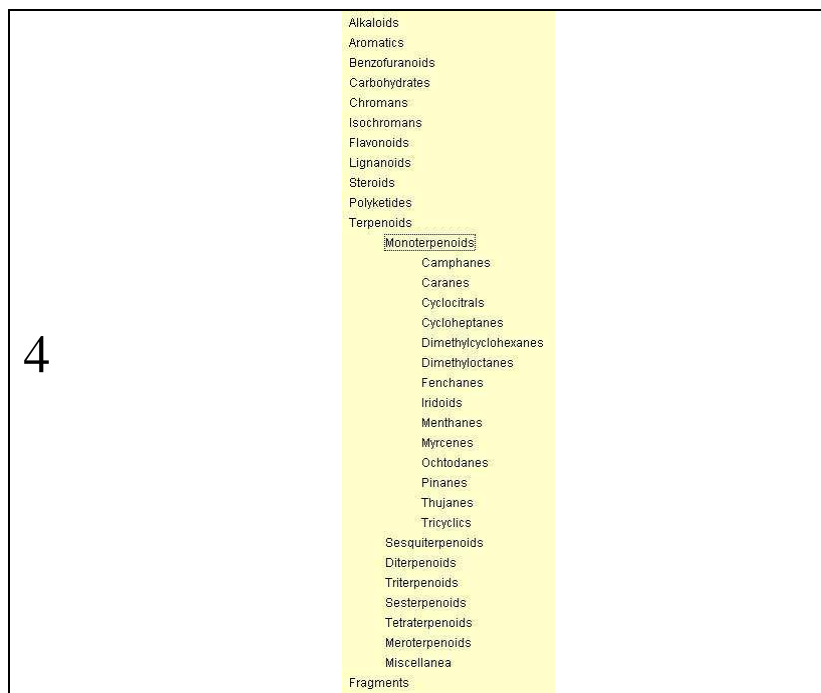 Alkaloids
Aromatics
Benzofuranoids
Carbohydrates
Chromans
Isochromans
Flavonoids
Lignanoids
Steroids
Polyketides
Terpenoids
Monoterpenoids
Camphanes
Caranes
Cyclocitrals
Cycloheptanes
Dimethylcyclohexanes
Dimethyloctanes
Fenchanes
Iridoids
4
Menthanes
Myrcenes
Ochtodanes
Pinanes
Thujanes
Tricyclics
Sesquiterpenoids
Diterpenoids
Triterpenoids
Sesterpenoids
Tetraterpenoids
Meroterpenoids
Miscellanea
Fragments